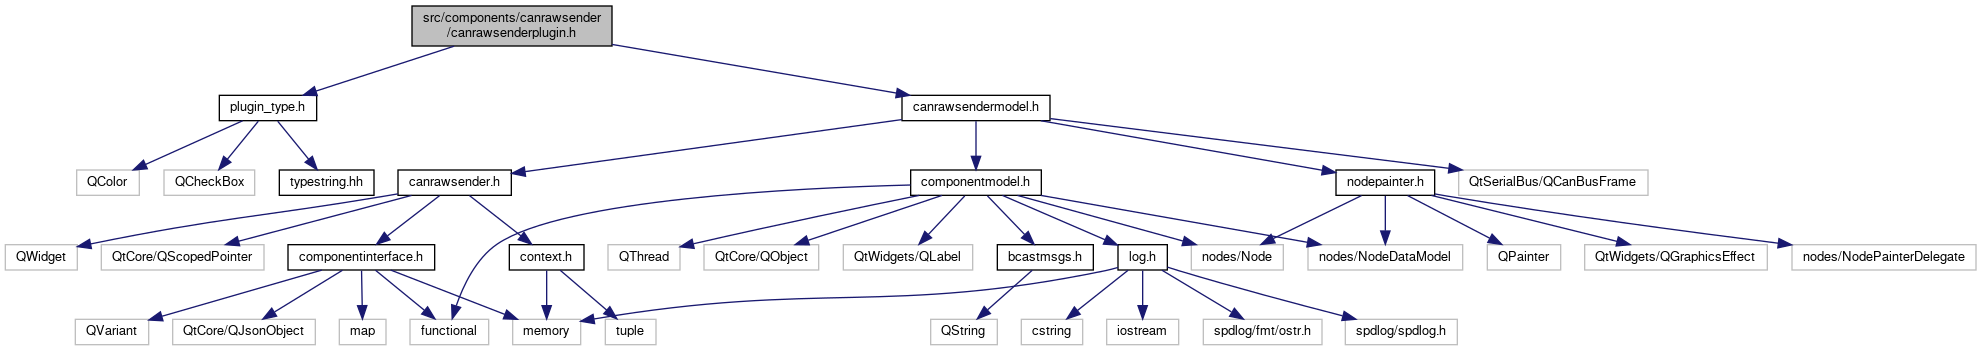 src/components/canrawsender
/canrawsenderplugin.h
plugin_type.h
canrawsendermodel.h
QColor
QCheckBox
typestring.hh
canrawsender.h
componentmodel.h
nodepainter.h
QtSerialBus/QCanBusFrame
QWidget
QtCore/QScopedPointer
componentinterface.h
context.h
QThread
QtCore/QObject
QtWidgets/QLabel
bcastmsgs.h
log.h
nodes/Node
nodes/NodeDataModel
QPainter
QtWidgets/QGraphicsEffect
nodes/NodePainterDelegate
QVariant
QtCore/QJsonObject
map
functional
memory
tuple
QString
cstring
iostream
spdlog/fmt/ostr.h
spdlog/spdlog.h